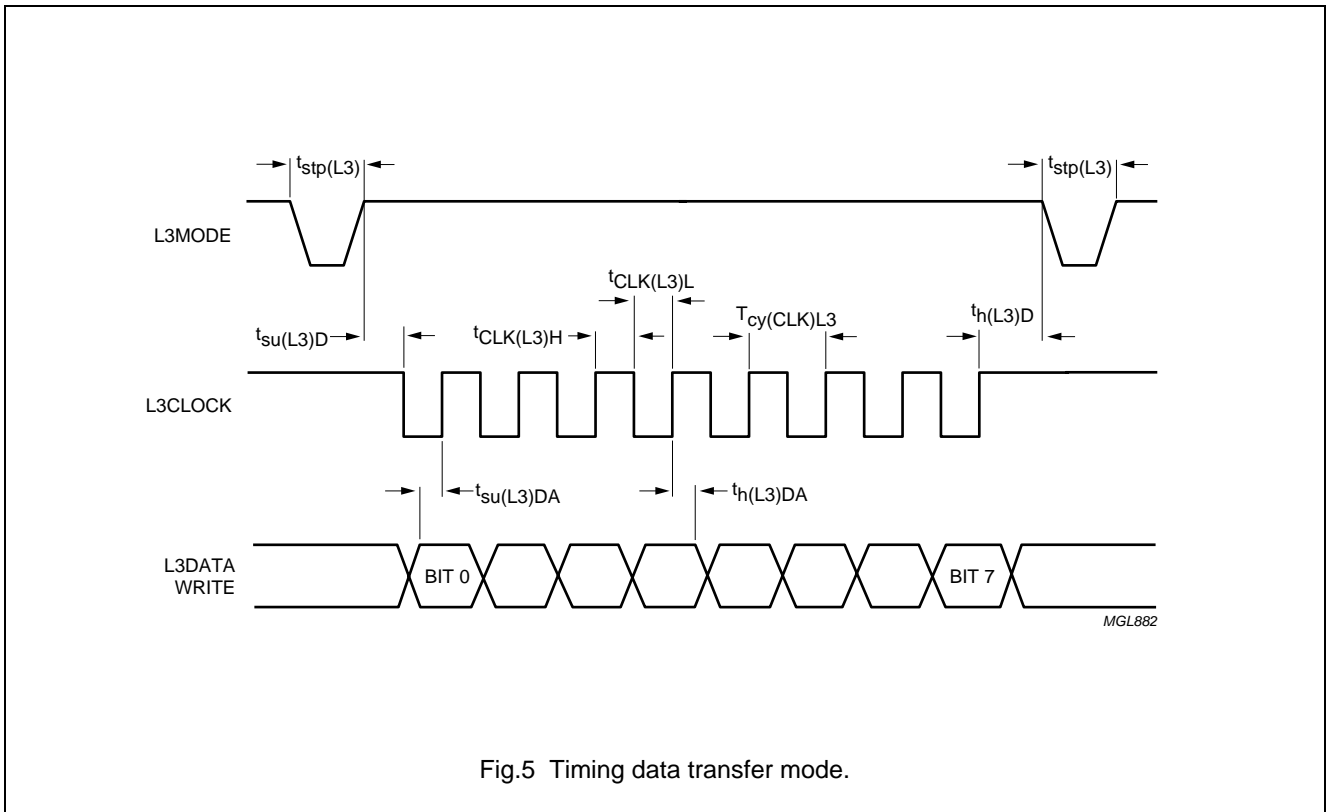 tstp(L3)
tstp(L3)
L3MODE
tCLK(L3)L
tsu(L3)D
tCLK(L3)H
Tcy(CLK)L3
th(L3)D
L3CLOCK
tsu(L3)DA
th(L3)DA
L3DATA
WRITE
BIT 0
BIT 7
MGL882
Fig.5 Timing data transfer mode.